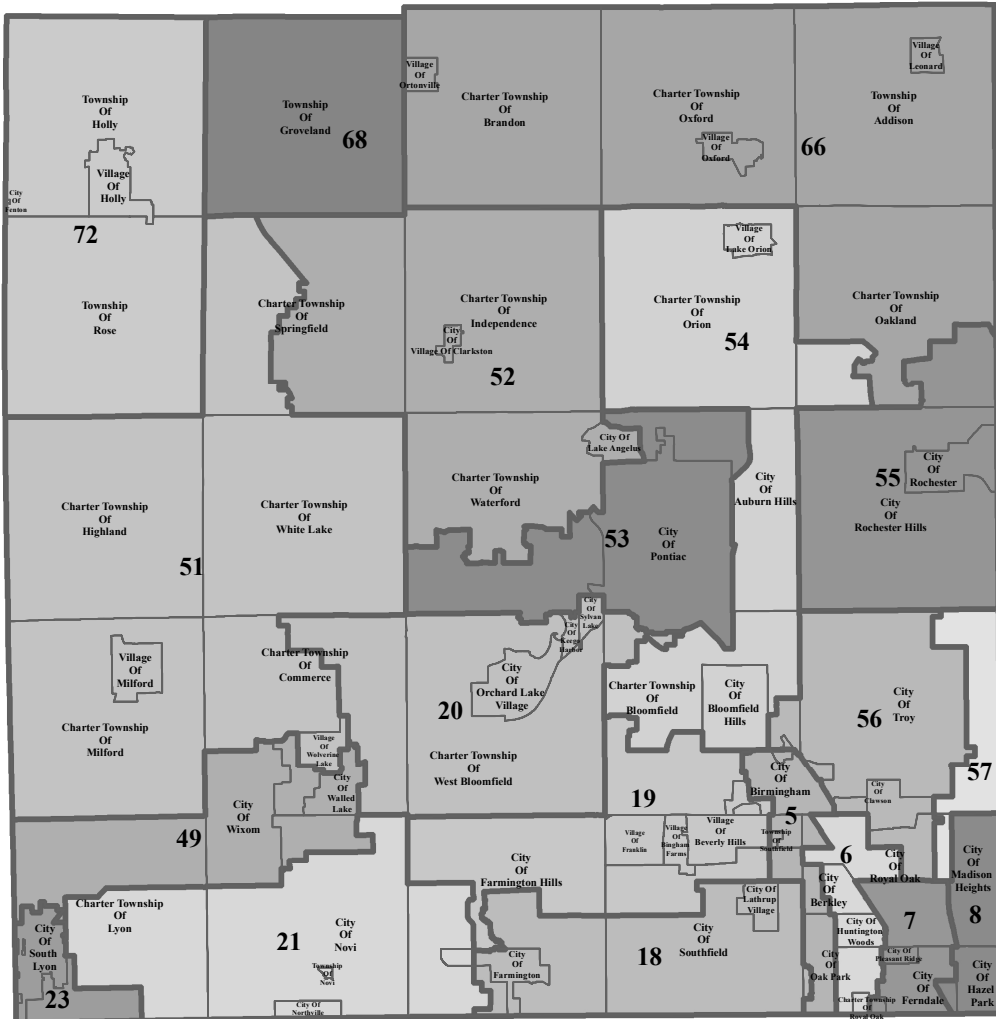 Township
Of
Holly
Village
Of
Holly
City
Of
Fenton
72
Township
Of
Groveland
68
Village
Of
Ortonville
Charter Township
Of
Brandon
Charter Township
Of
Oxford
Village
Of
Oxford
66
Village
Of
Leonard
Township
Of
Addison
Township
Of
Rose
Charter Township
Of
Springfield
Charter Township
Of
Independence
City
Of
Village Of Clarkston
52
Village
Of
Lake Orion
Charter Township
Of
Orion
54
Charter Township
Of
Oakland
Charter Township
Of
Highland
51
Charter Township
Of
White Lake
Charter Township
Of
Waterford
City Of
Lake Angelus
53
City
Of
Pontiac
City
Of
Auburn Hills
55
City
Of
Rochester
City
Of
Rochester Hills
Village
Of
Milford
Charter Township
Of
Milford
Charter Township
Of
Commerce
Village
Of
Wolverine
Lake
City
Of
Walled
Lake
City
Of
Sylvan
Lake
City
Of
Keego
Harbor
City
Of
Orchard Lake
Village
20
Charter Township
Of
West Bloomfield
Charter Township
Of
Bloomfield
City
Of
Bloomfield
Hills
19
City
Of
Birmingham
56
City
Of
Troy
57
City
Of
Clawson
49
City
Of
Wixom
5
Village
Of
Franklin
Village
Of
Bingham
Farms
Village
Of
Beverly Hills
Township
Of
Southfield
6
City
Of
Royal Oak
City
Of
Madison
Heights
Charter Township
Of
Lyon
City
Of
South
Lyon
23
21
City
Of
Novi
Township
Of
Novi
City Of
Northville
City
Of
Farmington Hills
City
Of
Farmington
18
City Of
Lathrup
Village
City
Of
Southfield
City
Of
Berkley
City Of
Huntington
Woods
City
Of
Oak Park
Charter Township
Of
Royal Oak
7
8
City Of
Pleasant Ridge
City
Of
Ferndale
City
Of
Hazel
Park